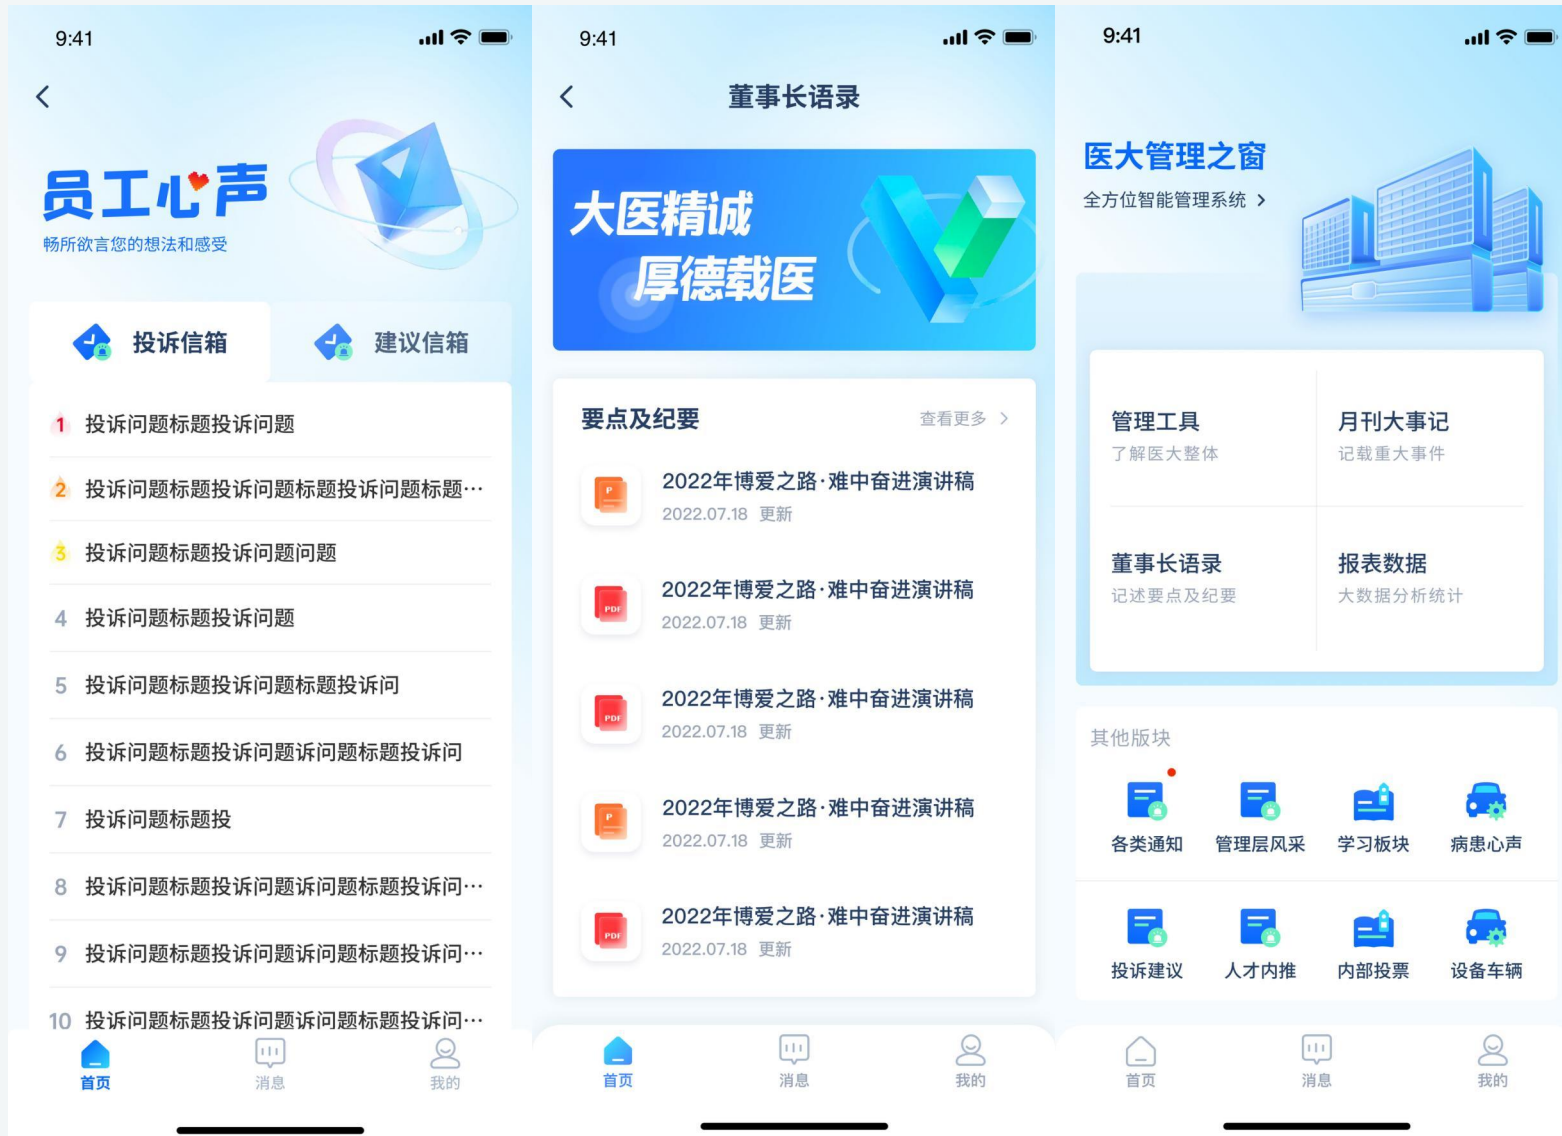 9:41
员工心声
畅所欲言您的想法和感受
投诉信箱
建议信箱
1 投诉问题标题投诉问题
2 投诉问题标题投诉问题标题投诉问题标题…
3 投诉问题标题投诉问题问题
4 投诉问题标题投诉问题
5 投诉问题标题投诉问题标题投诉问
6 投诉问题标题投诉问题诉问题标题投诉问
7 投诉问题标题投
8 投诉问题标题投诉问题诉问题标题投诉问…
9 投诉问题标题投诉问题诉问题标题投诉问…
10 投诉问题标题投诉问题诉问题标题投诉问…
首页
消息
我的
9:41
董事长语录
大医精诚
厚德载医
要点及纪要
查看更多
P
2022年博爱之路·难中奋进演讲稿
2022.07.18 更新
PDF
2022年博爱之路·难中奋进演讲稿
2022.07.18 更新
PDF
2022年博爱之路·难中奋进演讲稿
2022.07.18 更新
P
2022年博爱之路·难中奋进演讲稿
2022.07.18 更新
PDF
2022年博爱之路·难中奋进演讲稿
2022.07.18 更新
首页
消息
我的
9:41
医大管理之窗
全方位智能管理系统
管理工具
了解医大整体
月刊大事记
记载重大事件
董事长语录
记述要点及纪要
报表数据
大数据分析统计
其他版块
各类通知
管理层风采
学习板块
病患心声
投诉建议
人才内推
内部投票
设备车辆
首页
消息
我的